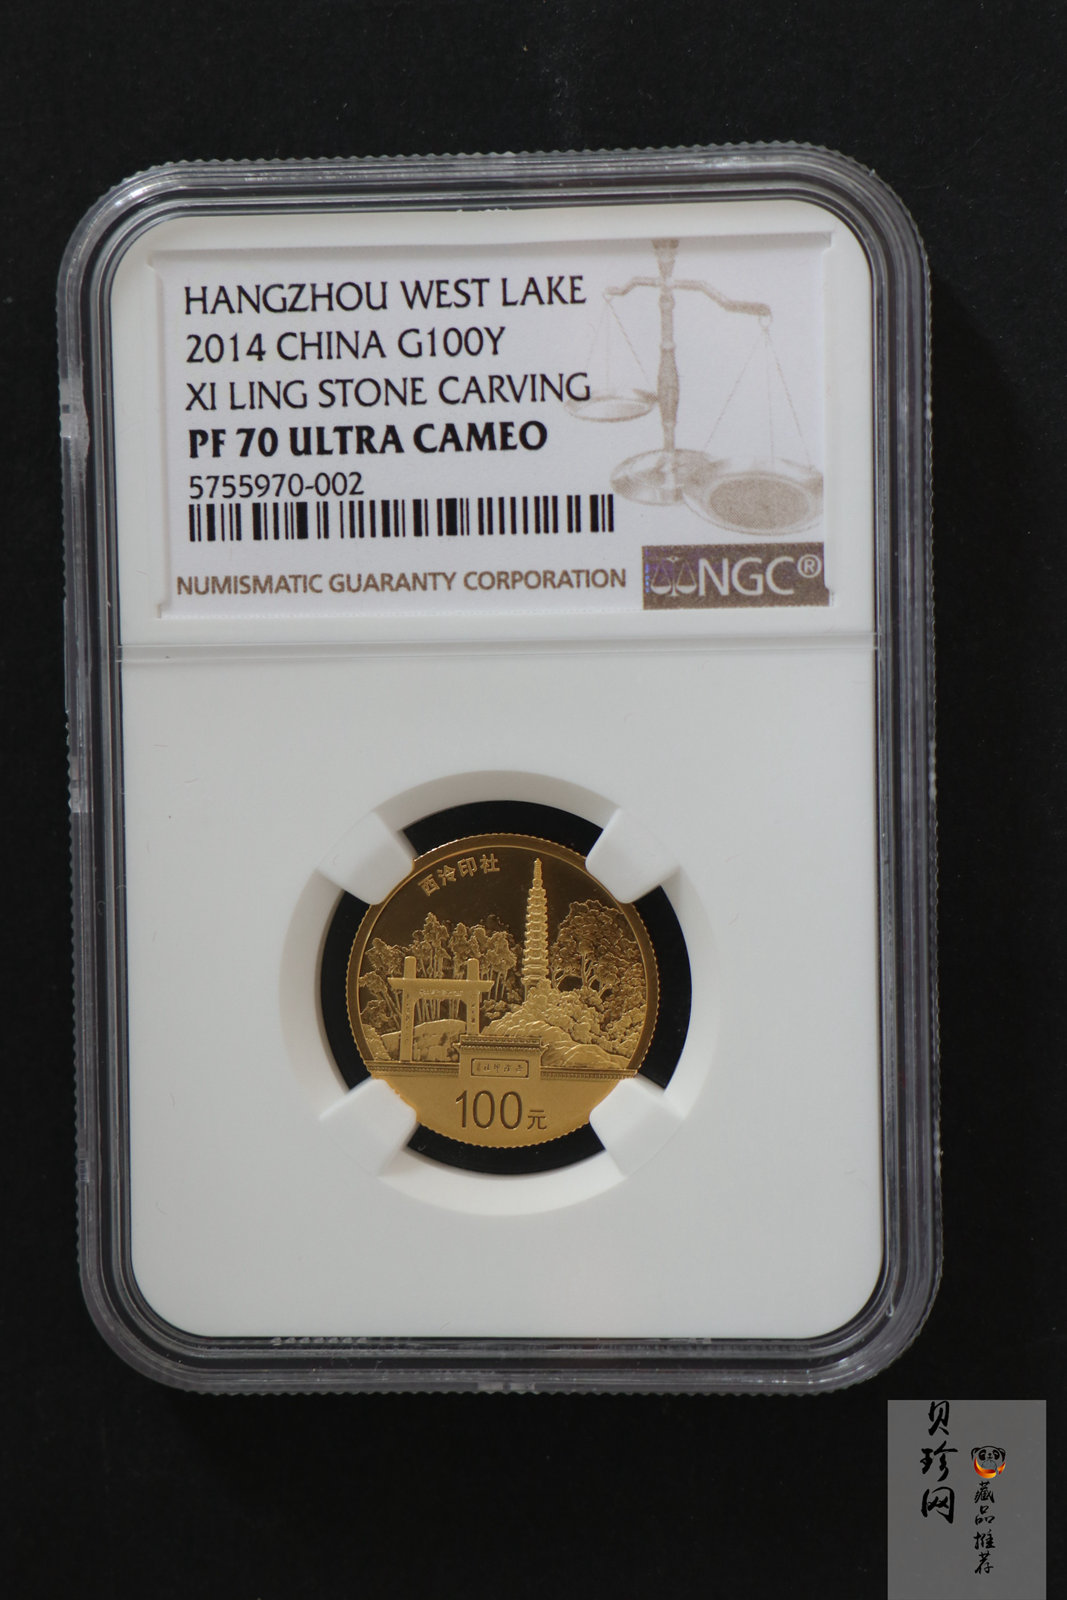 HANGZHOU WEST LAKE
2014 CHINA G100Y
XI LING STONE CARVING
PF 70 ULTRA CAMEO
5755970-002
NUMISMATIC GUARANTY CORPORATION
NGC®
西泠印社
100元
贝珍网
藏品推荐